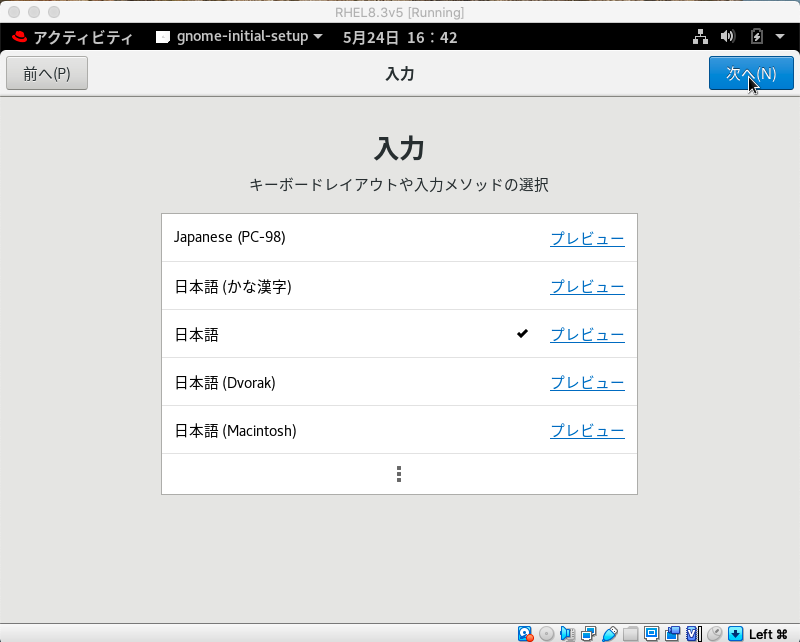 RHEL8.3v5 [Running]
アクティビティ gnome-initial-setup 5月24日 16：42
前へ(P) 入力 次へ(N)
入力
キーボードレイアウトや入力メソッドの選択
Japanese (PC-98) プレビュー
日本語 (かな漢字) プレビュー
日本語 プレビュー
日本語 (Dvorak) プレビュー
日本語 (Macintosh) プレビュー
Left ⌘